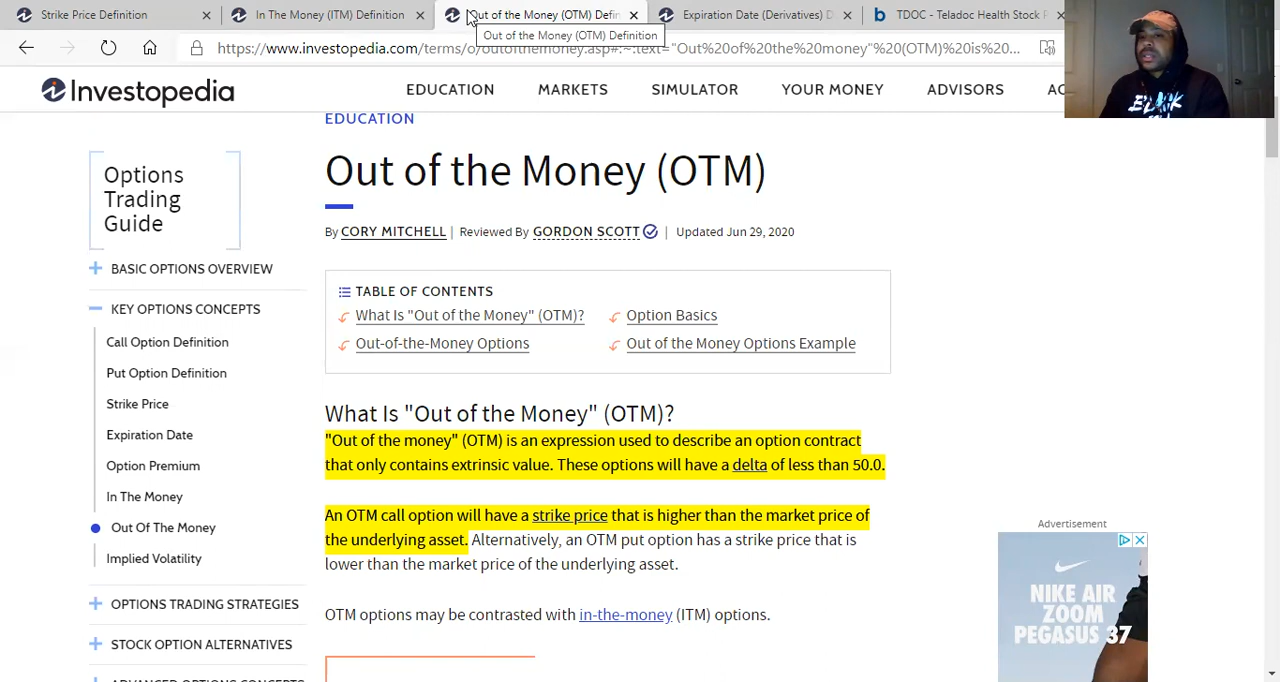 Strike Price Definition
In The Money (ITM) Definition
Out of the Money (OTM) Defin
Expiration Date (Derivatives) D
TDOC - Teladoc Health Stock
Out of the Money (OTM) Definition
https://www.investopedia.com/terms/o/outofthemoney.asp#:~:text="Out%20of%20the%20money"%20(OTM)%20is%20...
Investopedia
EDUCATION
MARKETS
SIMULATOR
YOUR MONEY
ADVISORS
BLACK
EDUCATION
Options
Trading
Guide
Out of the Money (OTM)
By CORY MITCHELL | Reviewed By GORDON SCOTT | Updated Jun 29, 2020
BASIC OPTIONS OVERVIEW
KEY OPTIONS CONCEPTS
Call Option Definition
Put Option Definition
Strike Price
Expiration Date
Option Premium
In The Money
Out Of The Money
Implied Volatility
OPTIONS TRADING STRATEGIES
STOCK OPTION ALTERNATIVES
ADVANCED OPTIONS CONCEPTS
TABLE OF CONTENTS
What Is "Out of the Money" (OTM)?
Option Basics
Out-of-the-Money Options
Out of the Money Options Example
What Is "Out of the Money" (OTM)?
"Out of the money" (OTM) is an expression used to describe an option contract
that only contains extrinsic value. These options will have a delta of less than 50.0.
An OTM call option will have a strike price that is higher than the market price of
the underlying asset. Alternatively, an OTM put option has a strike price that is
lower than the market price of the underlying asset.
OTM options may be contrasted with in-the-money (ITM) options.
Advertisement
NIKE AIR
ZOOM
PEGASUS 37